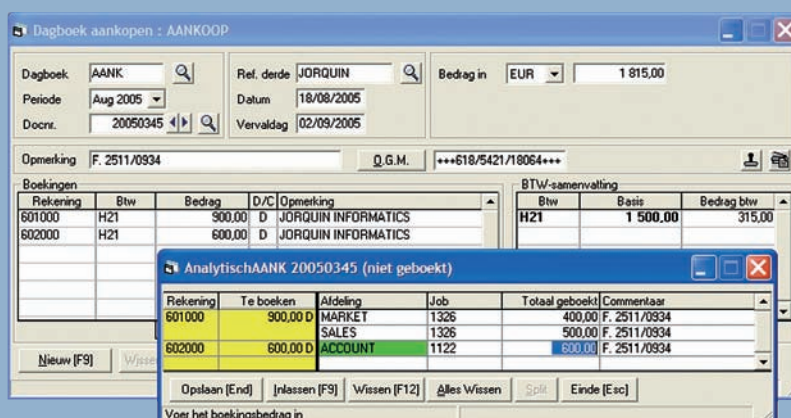 Dagboek aankopen : AANKOOP
Dagboek AANK Ref. derde JORQUIN Bedrag in EUR 1 815,00
Periode Aug 2005 Datum 18/08/2005
Docnr. 20050345 Vervaldag 02/09/2005
Opmerking F. 2511/0934 O.G.M. +++618/5421/18064+++
Boekingen BTW-samenvatting
Rekening Btw Bedrag D/C Opmerking Btw Basis Bedrag btw
601000 H21 900,00 D JORQUIN INFORMATICS H21 1 500,00 315,00
602000 H21 600,00 D JORQUIN INFORMATICS
AnalytischAANK 20050345 (niet geboekt)
Rekening Te boeken Afdeling Job Totaal geboekt Commentaar
601000 900,00 D MARKET 1326 400,00 F. 2511/0934
SALES 1326 500,00 F. 2511/0934
602000 600,00 D ACCOUNT 1122 600,00 F. 2511/0934
Nieuw [F9]
Opslaan [End] Inlassen [F9] Wissen [F12] Alles Wissen Split Einde [Esc]
Voer het boekingsbedrag in